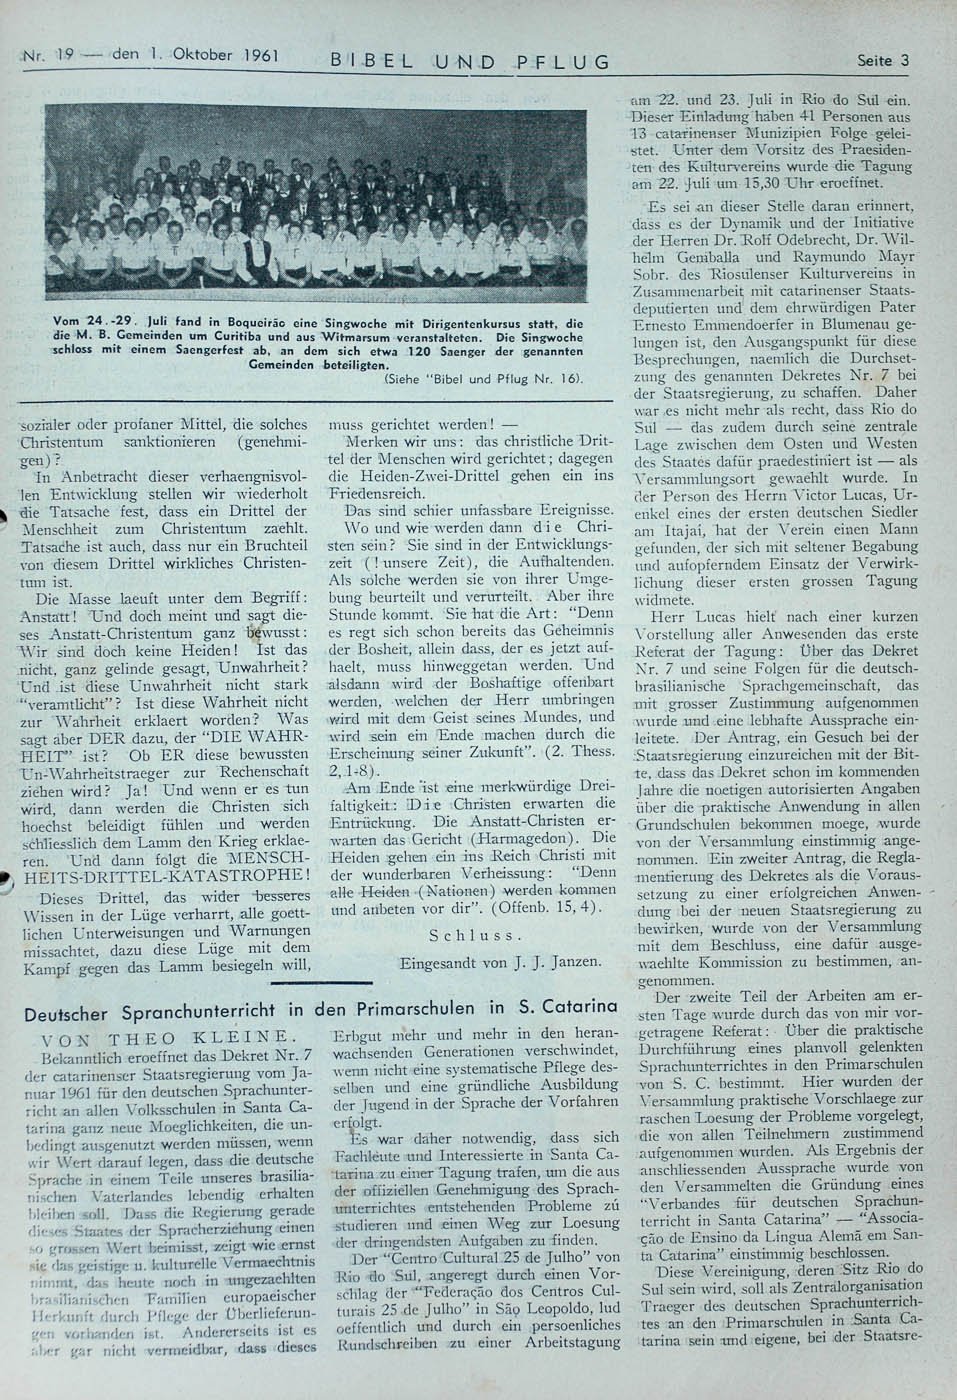 Nr. 19 — den 1. Oktober 1961 BIBEL UND PFLUG Seite 3
Vom 24.-29. Juli fand in Boqueirão eine Singwoche mit Dirigentenkursus statt, die
die M. B. Gemeinden um Curitiba und aus Witmarsum veranstalteten. Die Singwoche
schloss mit einem Saengerfest ab, an dem sich etwa 120 Saenger der genannten
Gemeinden beteiligten.
(Siehe "Bibel und Pflug Nr. 16).
sozialer oder profaner Mittel, die solches
Christentum sanktionieren (genehmi-
gen)?
In Anbetracht dieser verhaengnisvol-
len Entwicklung stellen wir wiederholt
die Tatsache fest, dass ein Drittel der
Menschheit zum Christentum zaehlt.
Tatsache ist auch, dass nur ein Bruchteil
von diesem Drittel wirkliches Christen-
tum ist.
Die Masse laeuft unter dem Begriff:
Anstatt! Und doch meint und sagt die-
ses Anstatt-Christentum ganz bewusst:
Wir sind doch keine Heiden! Ist das
nicht, ganz gelinde gesagt, Unwahrheit?
Und ist diese Unwahrheit nicht stark
"veramtlicht"? Ist diese Wahrheit nicht
zur Wahrheit erklaert worden? Was
sagt aber DER dazu, der "DIE WAHR-
HEIT" ist? Ob ER diese bewussten
Un-Wahrheitstraeger zur Rechenschaft
ziehen wird? Ja! Und wenn er es tun
wird, dann werden die Christen sich
hoechst beleidigt fühlen und werden
schliesslich dem Lamm den Krieg erklae-
ren. Und dann folgt die MENSCH-
HEITS-DRITTEL-KATASTROPHE!
Dieses Drittel, das wider besseres
Wissen in der Lüge verharrt, alle goett-
lichen Unterweisungen und Warnungen
missachtet, dazu diese Lüge mit dem
Kampf gegen das Lamm besiegeln will,
muss gerichtet werden! —
Merken wir uns: das christliche Drit-
tel der Menschen wird gerichtet; dagegen
die Heiden-Zwei-Drittel gehen ein ins
Friedensreich.
Das sind schier unfassbare Ereignisse.
Wo und wie werden dann die Chri-
sten sein? Sie sind in der Entwicklungs-
zeit (!unsere Zeit), die Aufhaltenden.
Als solche werden sie von ihrer Umge-
bung beurteilt und verurteilt. Aber ihre
Stunde kommt. Sie hat die Art: "Denn
es regt sich schon bereits das Geheimnis
der Bosheit, allein dass, der es jetzt auf-
haelt, muss hinweggetan werden. Und
alsdann wird der Boshaftige offenbart
werden, welchen der Herr umbringen
wird mit dem Geist seines Mundes, und
wird sein ein Ende machen durch die
Erscheinung seiner Zukunft". (2. Thess.
2, 1-8).
Am Ende ist eine merkwürdige Drei-
faltigkeit: Die Christen erwarten die
Entrückung. Die Anstatt-Christen er-
warten das Gericht (Harmagedon). Die
Heiden gehen ein ins Reich Christi mit
der wunderbaren Verheissung: "Denn
alle Heiden (Nationen) werden kommen
und anbeten vor dir". (Offenb. 15, 4).
Schluss.
Eingesandt von J. J. Janzen.
Deutscher Spranchunterricht in den Primarschulen in S. Catarina
VON THEO KLEINE.
Bekanntlich eroeffnet das Dekret Nr. 7
der catarinenser Staatsregierung vom Ja-
nuar 1961 für den deutschen Sprachunter-
richt an allen Volksschulen in Santa Ca-
tarina ganz neue Moeglichkeiten, die un-
bedingt ausgenutzt werden müssen, wenn
wir Wert darauf legen, dass die deutsche
Sprache in einem Teile unseres brasilia-
nischen Vaterlandes lebendig erhalten
bleiben soll. Dass die Regierung gerade
dieses Staates der Spracherziehung einen
so grossen Wert beimisst, zeigt wie ernst
sie das geistige u. kulturelle Vermaechtnis
nimmt, das heute noch in ungezaehlten
brasilianischen Familien europaeischer
Herkunft durch Pflege der Überlieferun-
gen vorhanden ist. Andererseits ist es
aber gar nicht vermeidbar, dass dieses
Erbgut mehr und mehr in den heran-
wachsenden Generationen verschwindet,
wenn nicht eine systematische Pflege des-
selben und eine gründliche Ausbildung
der Jugend in der Sprache der Vorfahren
erfolgt.
Es war daher notwendig, dass sich
Fachleute und Interessierte in Santa Ca-
tarina zu einer Tagung trafen, um die aus
der offiziellen Genehmigung des Sprach-
unterrichtes entstehenden Probleme zú
studieren und einen Weg zur Loesung
der dringendsten Aufgaben zu finden.
Der "Centro Cultural 25 de Julho" von
Rio do Sul, angeregt durch einen Vor-
schlag der "Federação dos Centros Cul-
turais 25 de Julho" in São Leopoldo, lud
oeffentlich und durch ein persoenliches
Rundschreiben zu einer Arbeitstagung
am 22. und 23. Juli in Rio do Sul ein.
Dieser Einladung haben 41 Personen aus
13 catarinenser Munizipien Folge gelei-
stet. Unter dem Vorsitz des Praesiden-
ten des Kulturvereins wurde die Tagung
am 22. Juli um 15,30 Uhr eroeffnet.
Es sei an dieser Stelle daran erinnert,
dass es der Dynamik und der Initiative
der Herren Dr. Rolf Odebrecht, Dr. Wil-
helm Gemballa und Raymundo Mayr
Sobr. des Riosulenser Kulturvereins in
Zusammenarbeit mit catarinenser Staats-
deputierten und dem ehrwürdigen Pater
Ernesto Emmendoerfer in Blumenau ge-
lungen ist, den Ausgangspunkt für diese
Besprechungen, naemlich die Durchset-
zung des genannten Dekretes Nr. 7 bei
der Staatsregierung, zu schaffen. Daher
war es nicht mehr als recht, dass Rio do
Sul — das zudem durch seine zentrale
Lage zwischen dem Osten und Westen
des Staates dafür praedestiniert ist — als
Versammlungsort gewaehlt wurde. In
der Person des Herrn Victor Lucas, Ur-
enkel eines der ersten deutschen Siedler
am Itajaí, hat der Verein einen Mann
gefunden, der sich mit seltener Begabung
und aufopferndem Einsatz der Verwirk-
lichung dieser ersten grossen Tagung
widmete.
Herr Lucas hielt nach einer kurzen
Vorstellung aller Anwesenden das erste
Referat der Tagung: Über das Dekret
Nr. 7 und seine Folgen für die deutsch-
brasilianische Sprachgemeinschaft, das
mit grosser Zustimmung aufgenommen
wurde und eine lebhafte Aussprache ein-
leitete. Der Antrag, ein Gesuch bei der
Staatsregierung einzureichen mit der Bit-
te, dass das Dekret schon im kommenden
Jahre die noetigen autorisierten Angaben
über die praktische Anwendung in allen
Grundschulen bekommen moege, wurde
von der Versammlung einstimmig ange-
nommen. Ein zweiter Antrag, die Regla-
mentierung des Dekretes als die Voraus-
setzung zu einer erfolgreichen Anwen-
dung bei der neuen Staatsregierung zu
bewirken, wurde von der Versammlung
mit dem Beschluss, eine dafür ausge-
waehlte Kommission zu bestimmen, an-
genommen.
Der zweite Teil der Arbeiten am er-
sten Tage wurde durch das von mir vor-
getragene Referat: Über die praktische
Durchführung eines planvoll gelenkten
Sprachunterrichtes in den Primarschulen
von S. C. bestimmt. Hier wurden der
Versammlung praktische Vorschlaege zur
raschen Loesung der Probleme vorgelegt,
die von allen Teilnehmern zustimmend
aufgenommen wurden. Als Ergebnis der
anschliessenden Aussprache wurde von
den Versammelten die Gründung eines
"Verbandes für deutschen Sprachun-
terricht in Santa Catarina" — "Associa-
ção de Ensino da Lingua Alemã em San-
ta Catarina" einstimmig beschlossen.
Diese Vereinigung, deren Sitz Rio do
Sul sein wird, soll als Zentralorganisation
Traeger des deutschen Sprachunterrich-
tes an den Primarschulen in Santa Ca-
tarina sein und eigene, bei der Staatsre-